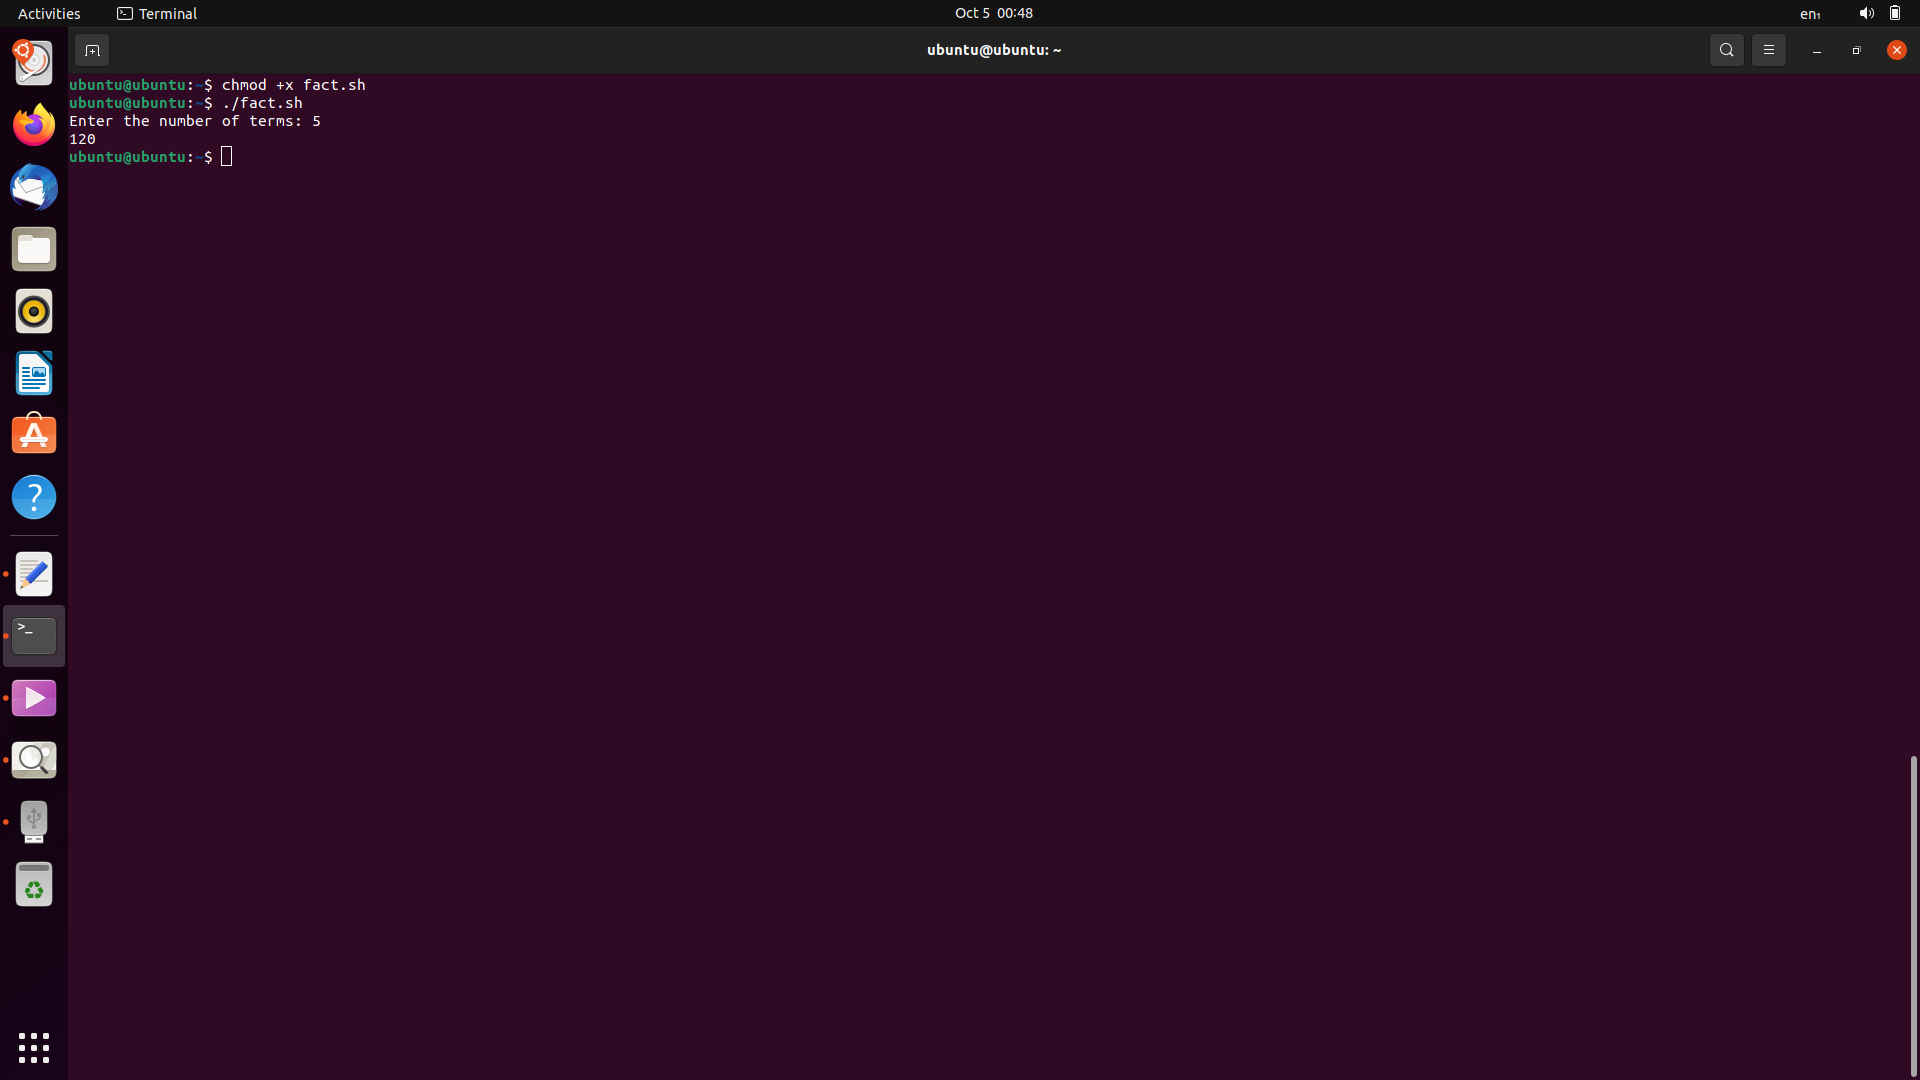 Activities Terminal Oct 5 00:48 en₁
ubuntu@ubuntu: ~
ubuntu@ubuntu:~$ chmod +x fact.sh
ubuntu@ubuntu:~$ ./fact.sh
Enter the number of terms: 5
120
ubuntu@ubuntu:~$